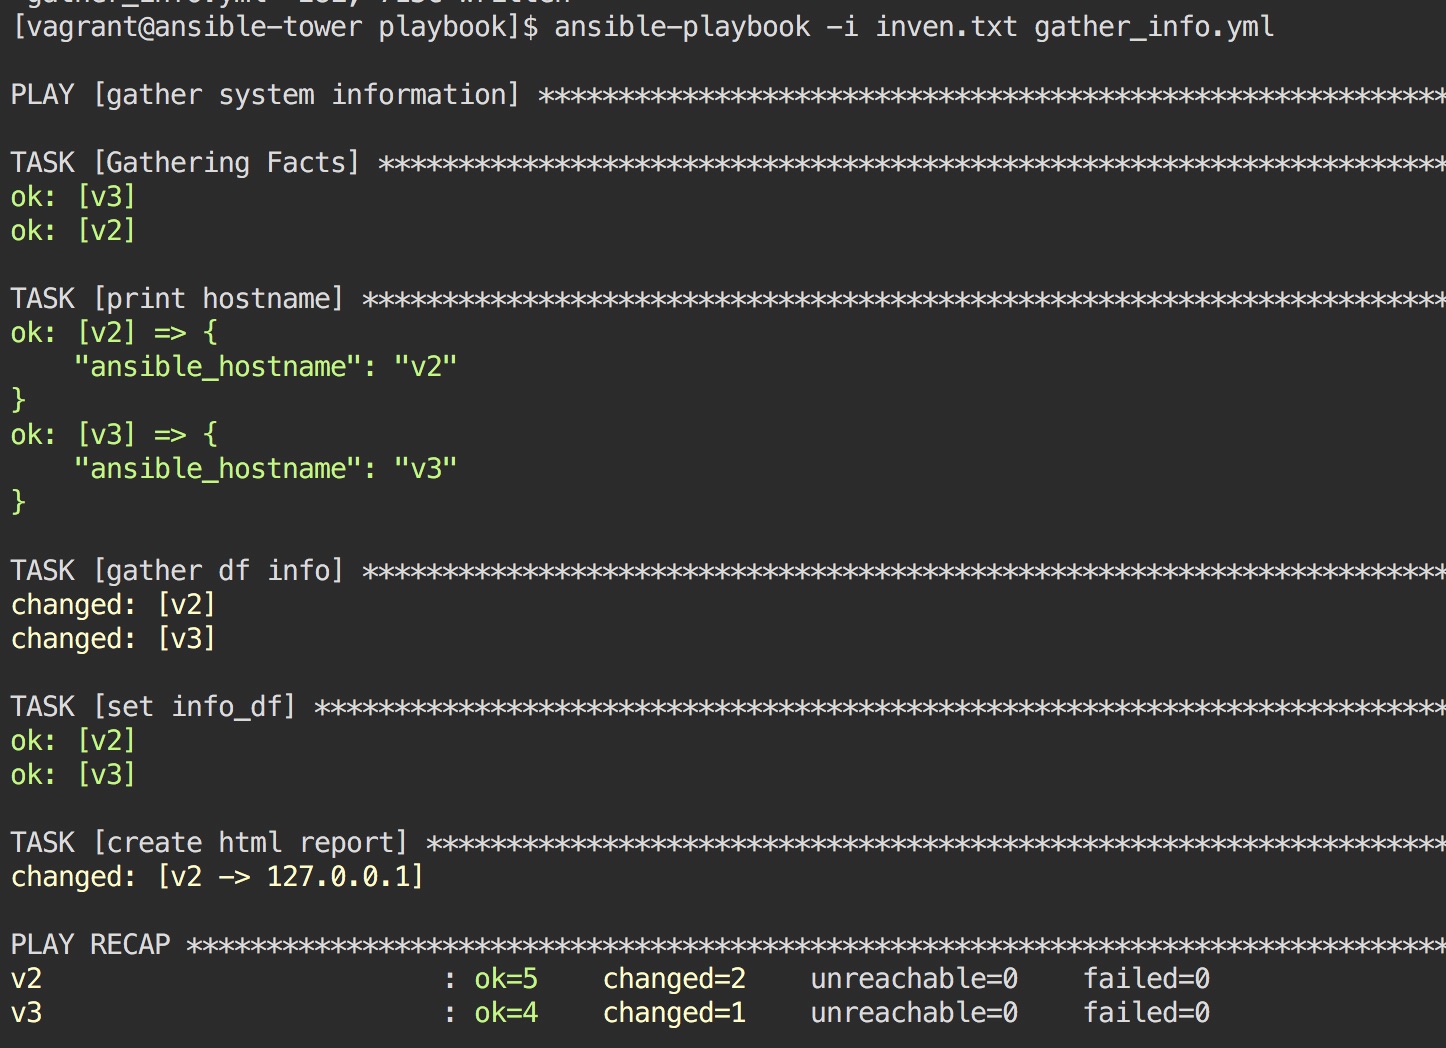 [vagrant@ansible-tower playbook]$ ansible-playbook -i inven.txt gather_info.yml
PLAY [gather system information] *********************************************************
TASK [Gathering Facts] *******************************************************************
ok: [v3]
ok: [v2]
TASK [print hostname] ********************************************************************
ok: [v2] => {
    "ansible_hostname": "v2"
}
ok: [v3] => {
    "ansible_hostname": "v3"
}
TASK [gather df info] ********************************************************************
changed: [v2]
changed: [v3]
TASK [set info_df] ***********************************************************************
ok: [v2]
ok: [v3]
TASK [create html report] ****************************************************************
changed: [v2 -> 127.0.0.1]
PLAY RECAP *******************************************************************************
v2                         : ok=5    changed=2    unreachable=0    failed=0
v3                         : ok=4    changed=1    unreachable=0    failed=0